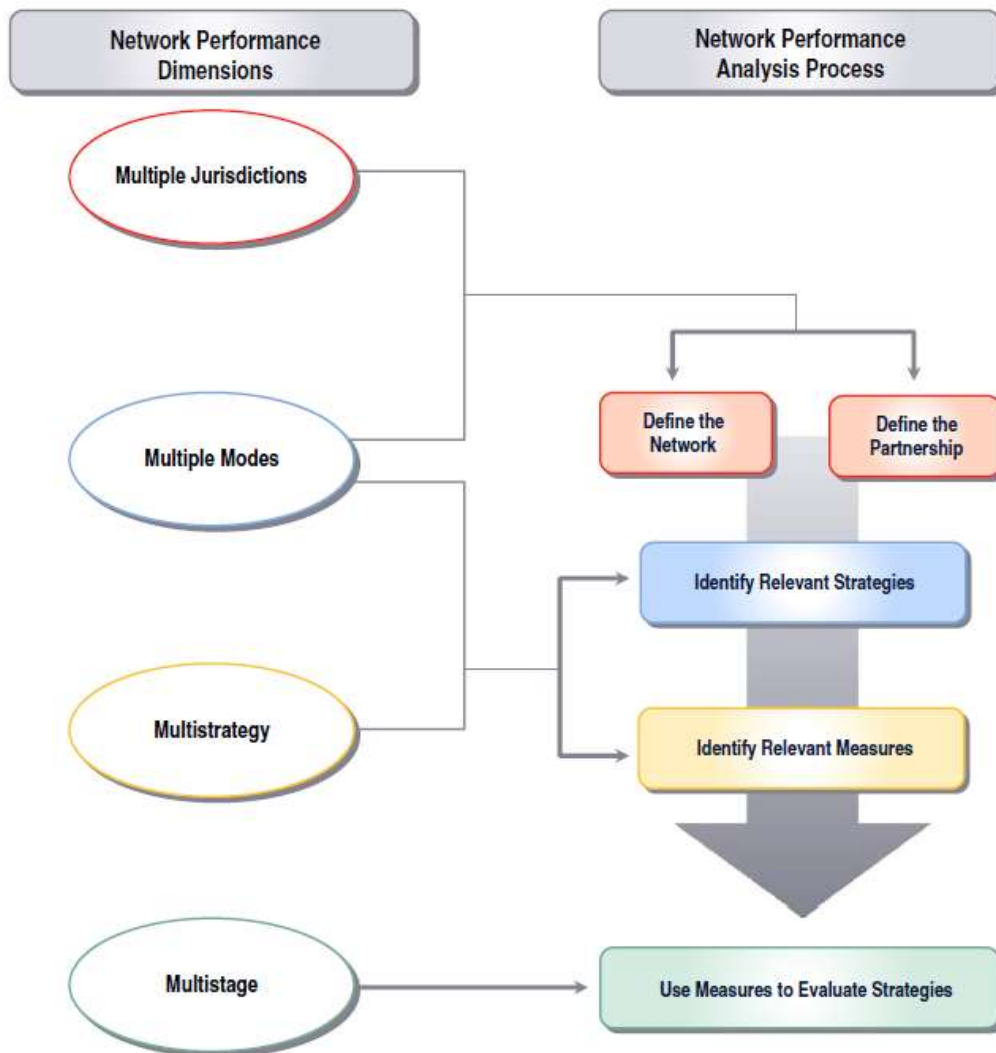 Network Performance
Dimensions
Network Performance
Analysis Process
Multiple Jurisdictions
Define the
Network
Define the
Partnership
Multiple Modes
Identify Relevant Strategies
Multistrategy
Identify Relevant Measures
Multistage
Use Measures to Evaluate Strategies